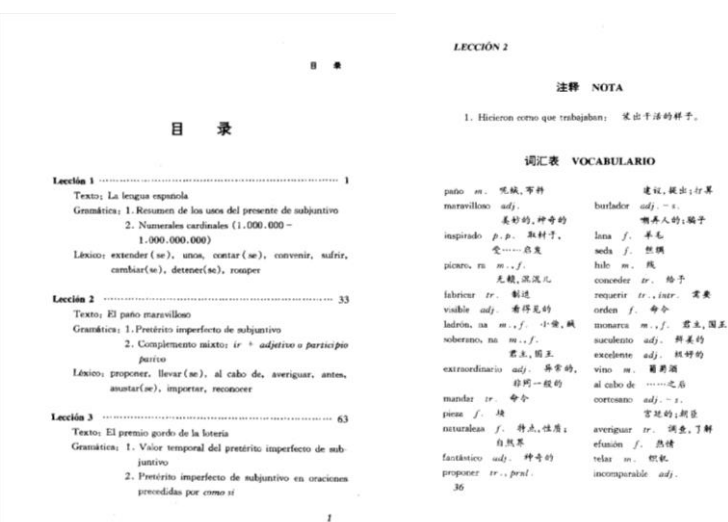 目 录
目 录
Lección 1 ………………………………………………… 1
Texto: La lengua española
Gramática: 1. Resumen de los usos del presente de subjuntivo
2. Numerales cardinales (1.000.000 –
1.000.000.000)
Léxico: extender(se), unos, contar(se), convenir, sufrir,
cambiar(se), detener(se), romper
Lección 2 ………………………………………………… 33
Texto: El paño maravilloso
Gramática: 1. Pretérito imperfecto de subjuntivo
2. Complemento mixto: ir + adjetivo o participio
pasivo
Léxico: proponer, llevar(se), al cabo de, averiguar, antes,
asustar(se), importar, reconocer
Lección 3 ………………………………………………… 63
Texto: El premio gordo de la lotería
Gramática: 1. Valor temporal del pretérito imperfecto de sub-
juntivo
2. Pretérito imperfecto de subjuntivo en oraciones
precedidas por como si
1
LECCIÓN 2
注释 NOTA
1. Hicieron como que trabajaban: 装出干活的样子。
词汇表 VOCABULARIO
paño m. 呢绒,布料
maravilloso adj.
美妙的,神奇的
inspirado p.p. 取材于,
受……启发
pícaro, ra m., f.
无赖,流氓儿
fabricar tr. 制造
visible adj. 看得见的
ladrón, na m., f. 小偷,贼
soberano, na m., f.
君主,国王
extraordinario adj. 异常的,
非同一般的
mandar tr. 命令
pieza f. 块
naturaleza f. 特点,性质;
自然界
fantástico adj. 神奇的
proponer tr., prnl.
36
建议,提出;打算
burlador adj. -s.
嘲弄人的;骗子
lana f. 羊毛
seda f. 丝绸
hilo m. 线
conceder tr. 给予
requerir tr., intr. 需要
orden f. 命令
monarca m., f. 君主,国王
suculento adj. 鲜美的
excelente adj. 极好的
vino m. 葡萄酒
al cabo de ……之后
cortesano adj. -s.
宫廷的;朝臣
averiguar tr. 调查,了解
efusión f. 热情
telar m. 织机
incomparable adj.